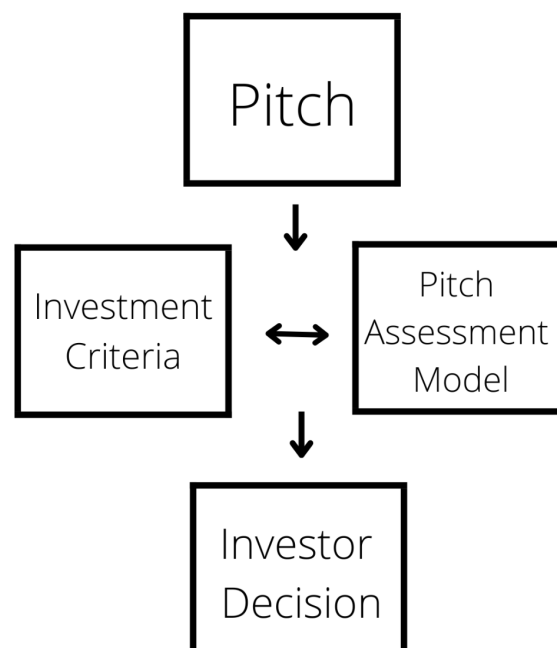 Pitch
Investment
Criteria
Pitch
Assessment
Model
Investor
Decision